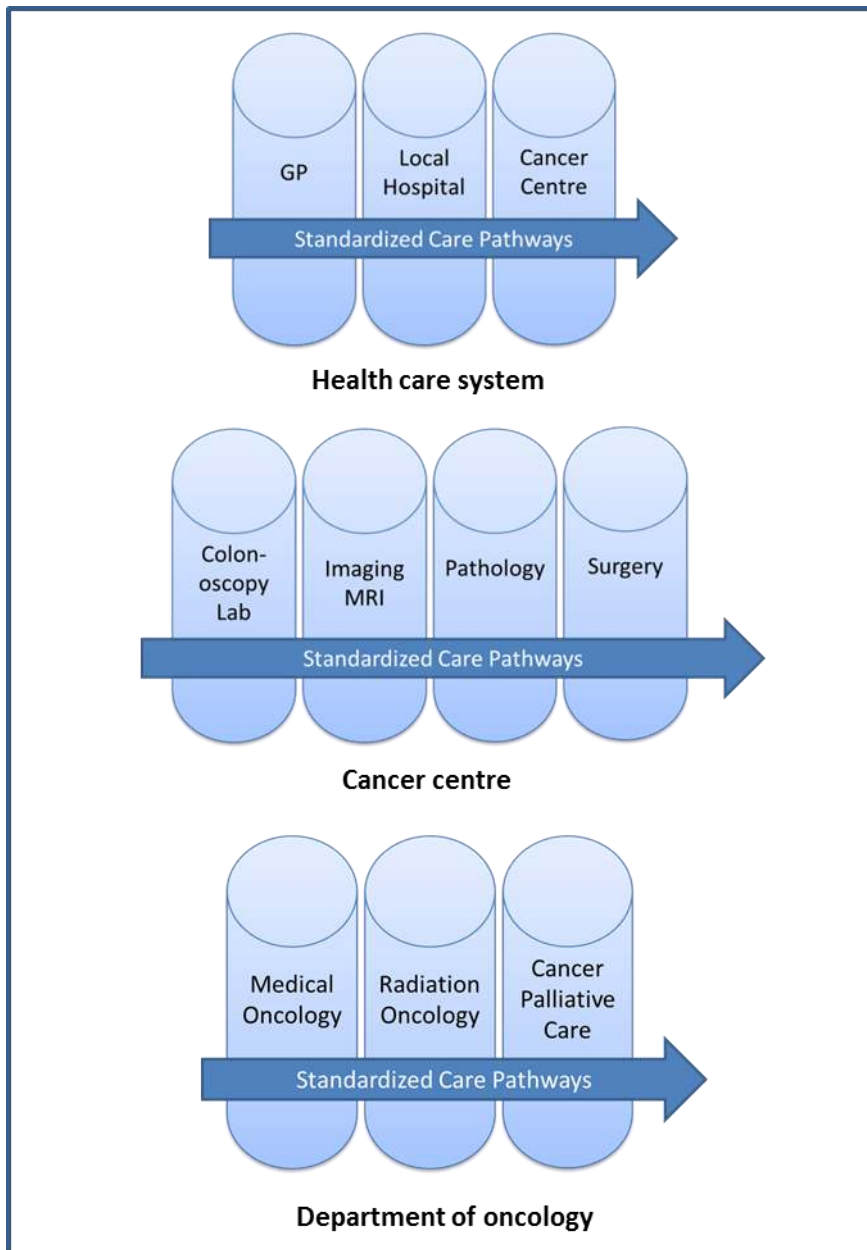 GP
Local
Hospital
Cancer
Centre
Standardized Care Pathways
Health care system
Colon-
oscopy
Lab
Imaging
MRI
Pathology
Surgery
Standardized Care Pathways
Cancer centre
Medical
Oncology
Radiation
Oncology
Cancer
Palliative
Care
Standardized Care Pathways
Department of oncology